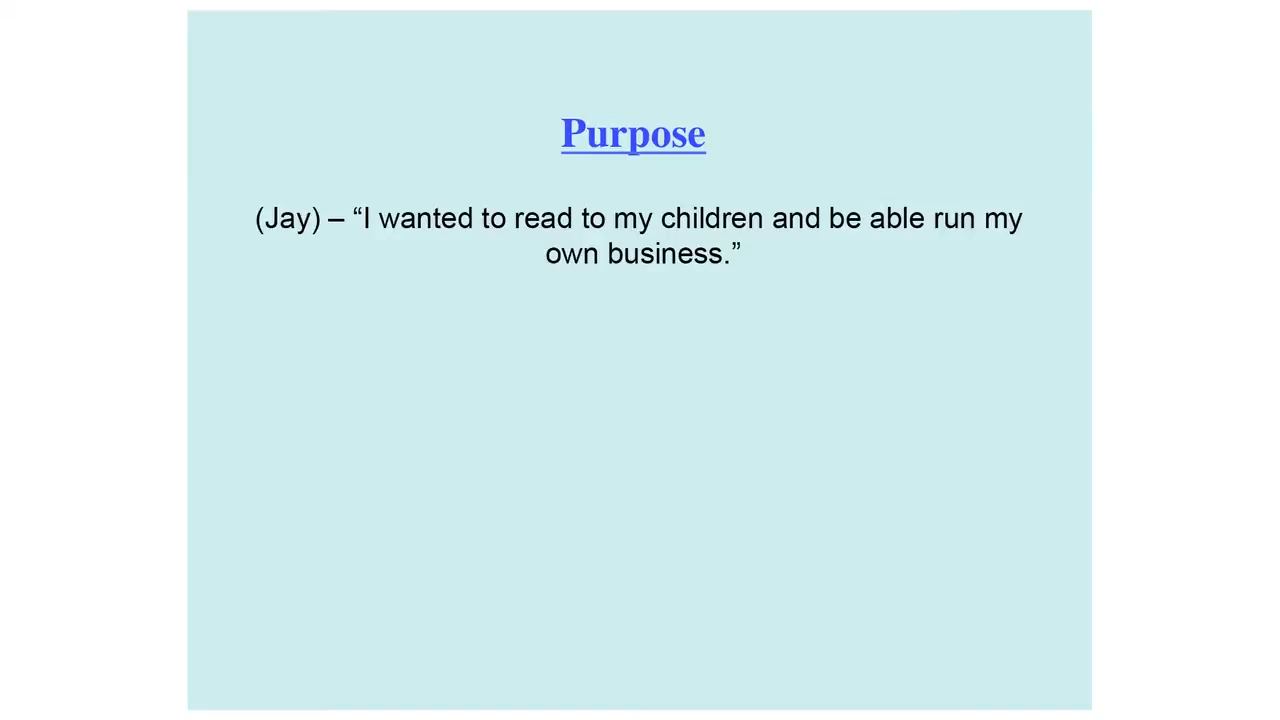 Purpose
(Jay) – “I wanted to read to my children and be able run my
own business.”